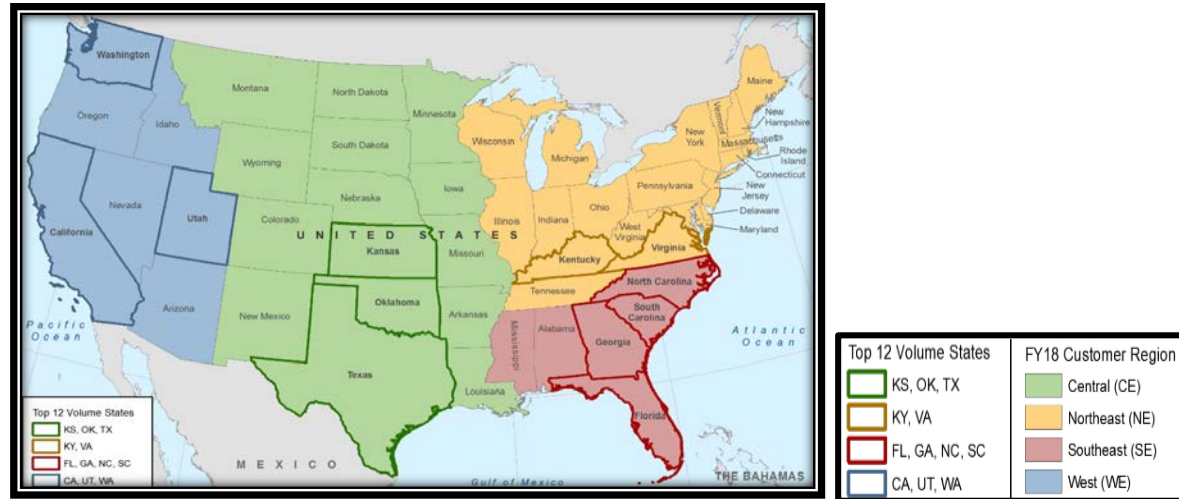 Washington
Montana
North Dakota
Minnesota
Maine
Oregon
Idaho
South Dakota
Wisconsin
Michigan
New York
Vermont
New
Hampshire
Massachusetts
Rhode
Island
Connecticut
Wyoming
Iowa
Nebraska
Pennsylvania
New
Jersey
Nevada
Utah
Colorado
Illinois
Indiana
Ohio
Delaware
Maryland
West
Virginia
Virginia
UNITED STATES
California
Kansas
Missouri
Kentucky
Tennessee
North Carolina
Arizona
New Mexico
Oklahoma
Arkansas
South
Carolina
Mississippi
Alabama
Georgia
Pacific
Ocean
Atlantic
Ocean
Texas
Louisiana
Florida
MEXICO
Gulf of Mexico
THE BAHAMAS
Top 12 Volume States
KS, OK, TX
KY, VA
FL, GA, NC, SC
CA, UT, WA
Top 12 Volume States
KS, OK, TX
KY, VA
FL, GA, NC, SC
CA, UT, WA
FY18 Customer Region
Central (CE)
Northeast (NE)
Southeast (SE)
West (WE)